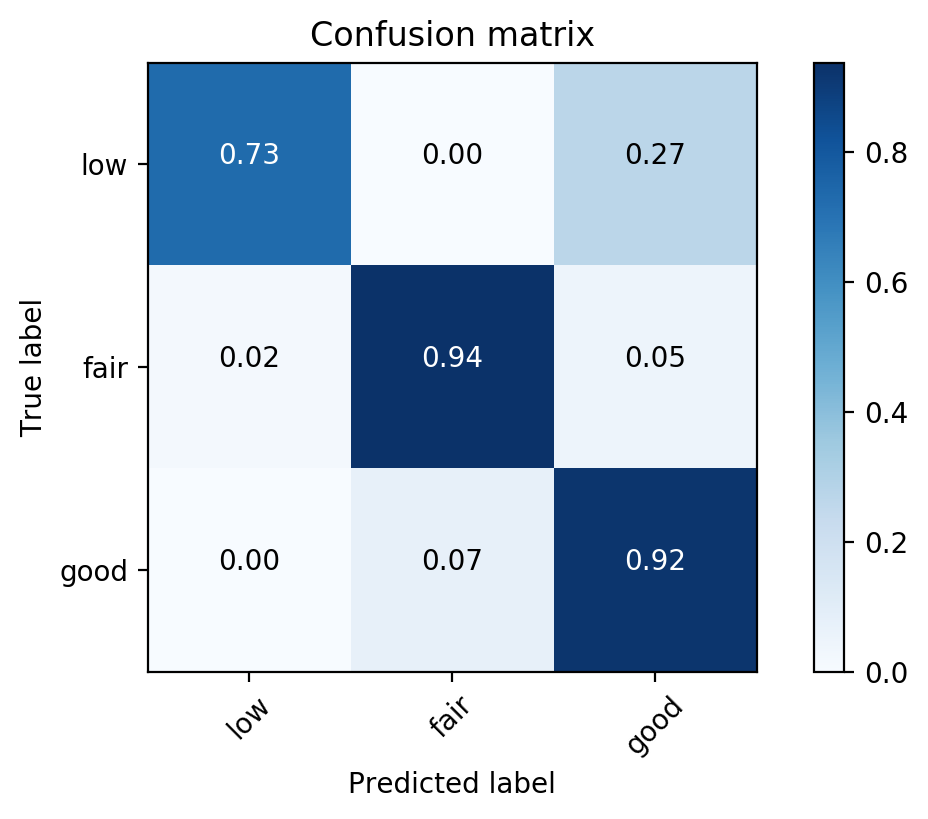 Confusion matrix
low 0.73 0.00 0.27
fair 0.02 0.94 0.05
good 0.00 0.07 0.92
True label
low fair good
Predicted label
0.8
0.6
0.4
0.2
0.0